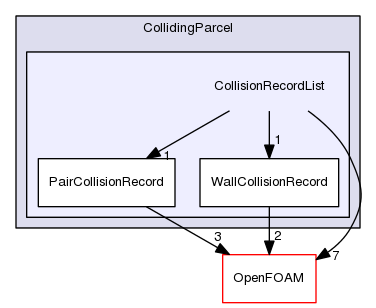 CollidingParcel
CollisionRecordList
1
1
PairCollisionRecord
WallCollisionRecord
3
2
7
OpenFOAM